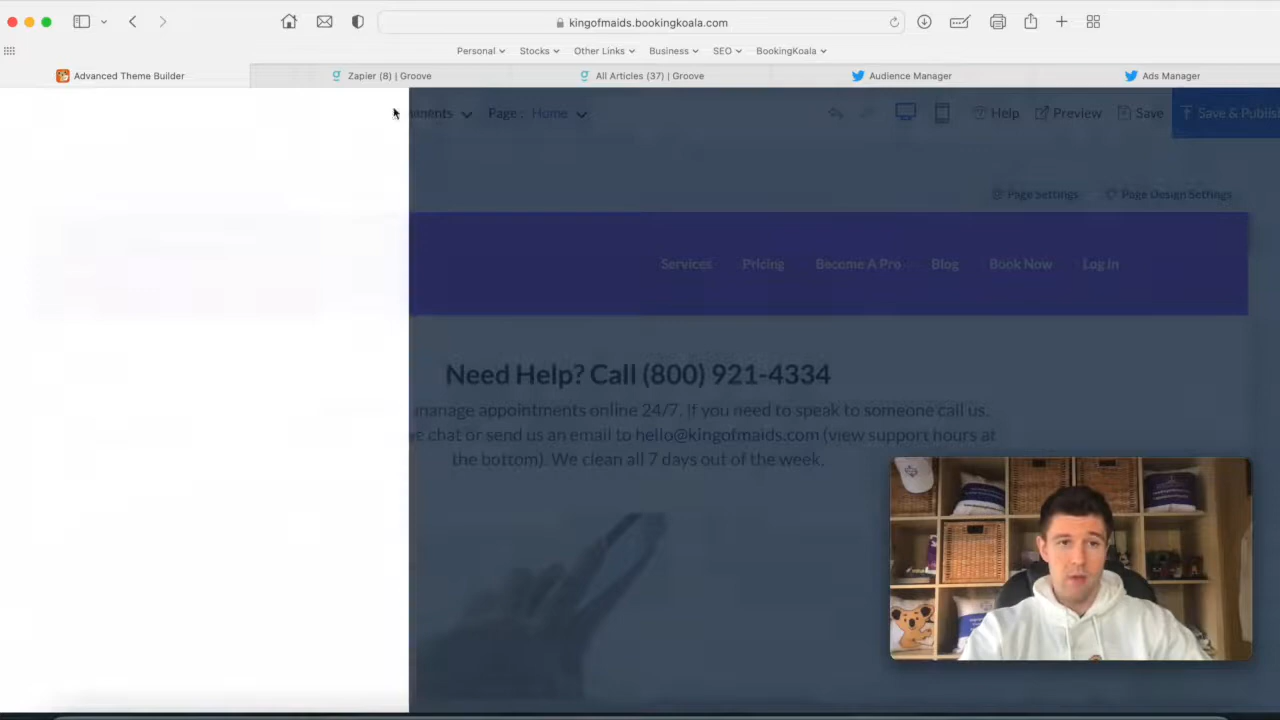 kingofmaids.bookingkoala.com
Personal Stocks Other Links Business SEO BookingKoala
Advanced Theme Builder Zapier (8) | Groove All Articles (37) | Groove Audience Manager Ads Manager
Page : Home Help Preview Save Save & Publis
Page Settings Page Design Settings
Services Pricing Become A Pro Blog Book Now Log In
Need Help? Call (800) 921-4334
manage appointments online 24/7. If you need to speak to someone call us,
chat or send us an email to hello@kingofmaids.com (view support hours at
the bottom). We clean all 7 days out of the week.